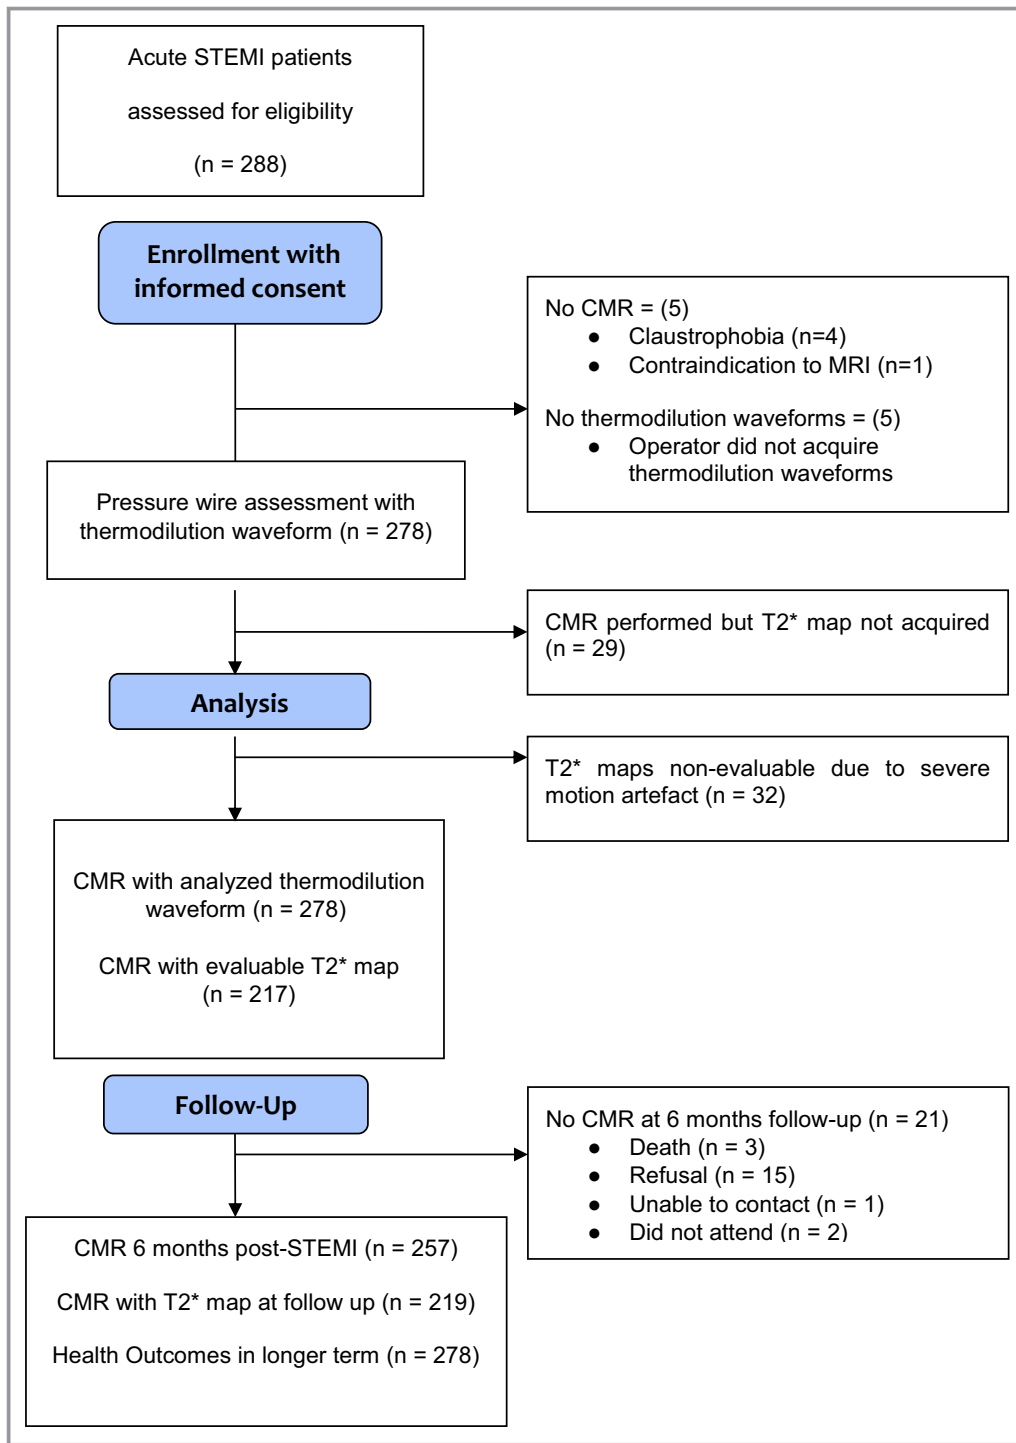 Acute STEMI patients
assessed for eligibility
(n = 288)
Enrollment with
informed consent
No CMR = (5)
● Claustrophobia (n=4)
● Contraindication to MRI (n=1)
No thermodilution waveforms = (5)
● Operator did not acquire
thermodilution waveforms
Pressure wire assessment with
thermodilution waveform (n = 278)
CMR performed but T2* map not acquired
(n = 29)
Analysis
T2* maps non-evaluable due to severe
motion artefact (n = 32)
CMR with analyzed thermodilution
waveform (n = 278)
CMR with evaluable T2* map
(n = 217)
Follow-Up
No CMR at 6 months follow-up (n = 21)
● Death (n = 3)
● Refusal (n = 15)
● Unable to contact (n = 1)
● Did not attend (n = 2)
CMR 6 months post-STEMI (n = 257)
CMR with T2* map at follow up (n = 219)
Health Outcomes in longer term (n = 278)